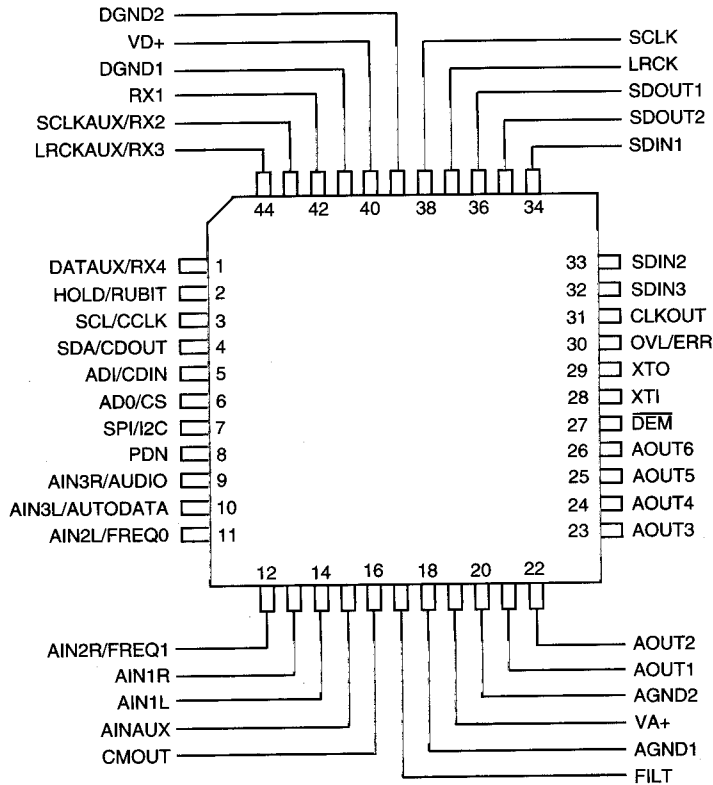 DGND2
VD+
DGND1
RX1
SCLKAUX/RX2
LRCKAUX/RX3
SCLK
LRCK
SDOUT1
SDOUT2
SDIN1
44 42 40 38 36 34
DATAUX/RX4 1
HOLD/RUBIT 2
SCL/CCLK 3
SDA/CDOUT 4
ADI/CDIN 5
AD0/CS 6
SPI/I2C 7
PDN 8
AIN3R/AUDIO 9
AIN3L/AUTODATA 10
AIN2L/FREQ0 11
33 SDIN2
32 SDIN3
31 CLKOUT
30 OVL/ERR
29 XTO
28 XTI
27 DEM
26 AOUT6
25 AOUT5
24 AOUT4
23 AOUT3
12 14 16 18 20 22
AIN2R/FREQ1
AIN1R
AIN1L
AINAUX
CMOUT
AOUT2
AOUT1
AGND2
VA+
AGND1
FILT